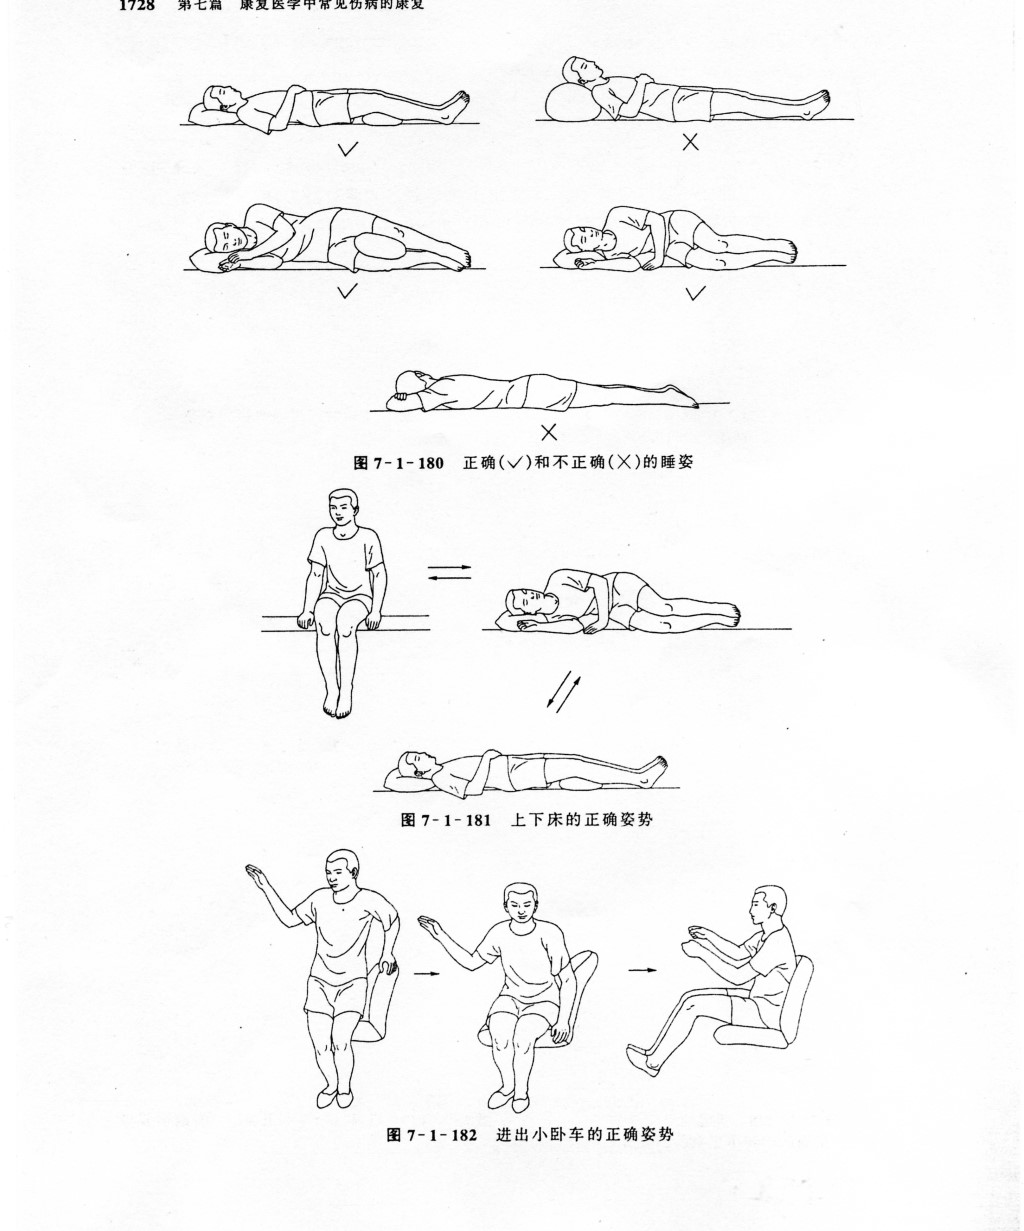 1728 第七篇 康复医学中常见伤病的康复
✓ ×
✓ ✓
×
图 7-1-180 正确(✓)和不正确(×)的睡姿
图 7-1-181 上下床的正确姿势
图 7-1-182 进出小卧车的正确姿势